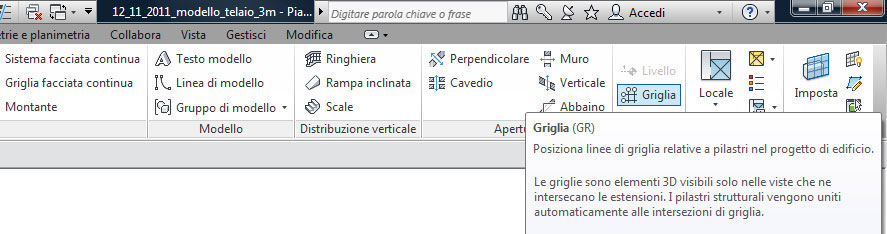 12_11_2011_modello_telaio_3m - Pia... Digitare parola chiave o frase Accedi
etrie e planimetria Collabora Vista Gestisci Modifica
Sistema facciata continua Testo modello Ringhiera Perpendicolare Muro Livello
Griglia facciata continua Linea di modello Rampa inclinata Cavedio Verticale Griglia Locale Imposta
Montante Gruppo di modello Scale Abbaino
Modello Distribuzione verticale Apertu
Griglia (GR)
Posiziona linee di griglia relative a pilastri nel progetto di edificio.
Le griglie sono elementi 3D visibili solo nelle viste che ne
intersecano le estensioni. I pilastri strutturali vengono uniti
automaticamente alle intersezioni di griglia.